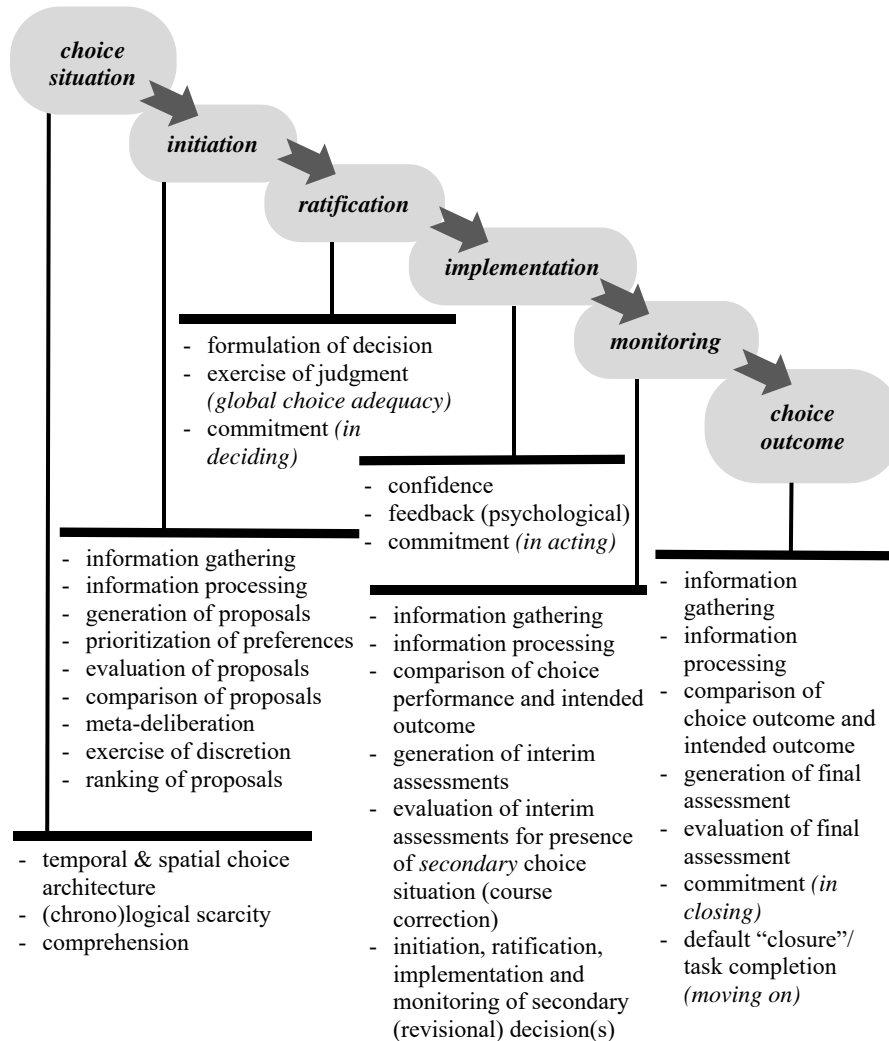 choice
situation
initiation
ratification
implementation
monitoring
choice
outcome
- formulation of decision
- exercise of judgment
(global choice adequacy)
- commitment (in
deciding)
- confidence
- feedback (psychological)
- commitment (in acting)
- information gathering
- information processing
- generation of proposals
- prioritization of preferences
- evaluation of proposals
- comparison of proposals
- meta-deliberation
- exercise of discretion
- ranking of proposals
- information gathering
- information processing
- comparison of choice
performance and intended
outcome
- generation of interim
assessments
- evaluation of interim
assessments for presence
of secondary choice
situation (course
correction)
- initiation, ratification,
implementation and
monitoring of secondary
(revisional) decision(s)
- information
gathering
- information
processing
- comparison of
choice outcome and
intended outcome
- generation of final
assessment
- evaluation of final
assessment
- commitment (in
closing)
- default “closure”/
task completion
(moving on)
- temporal & spatial choice
architecture
- (chrono)logical scarcity
- comprehension